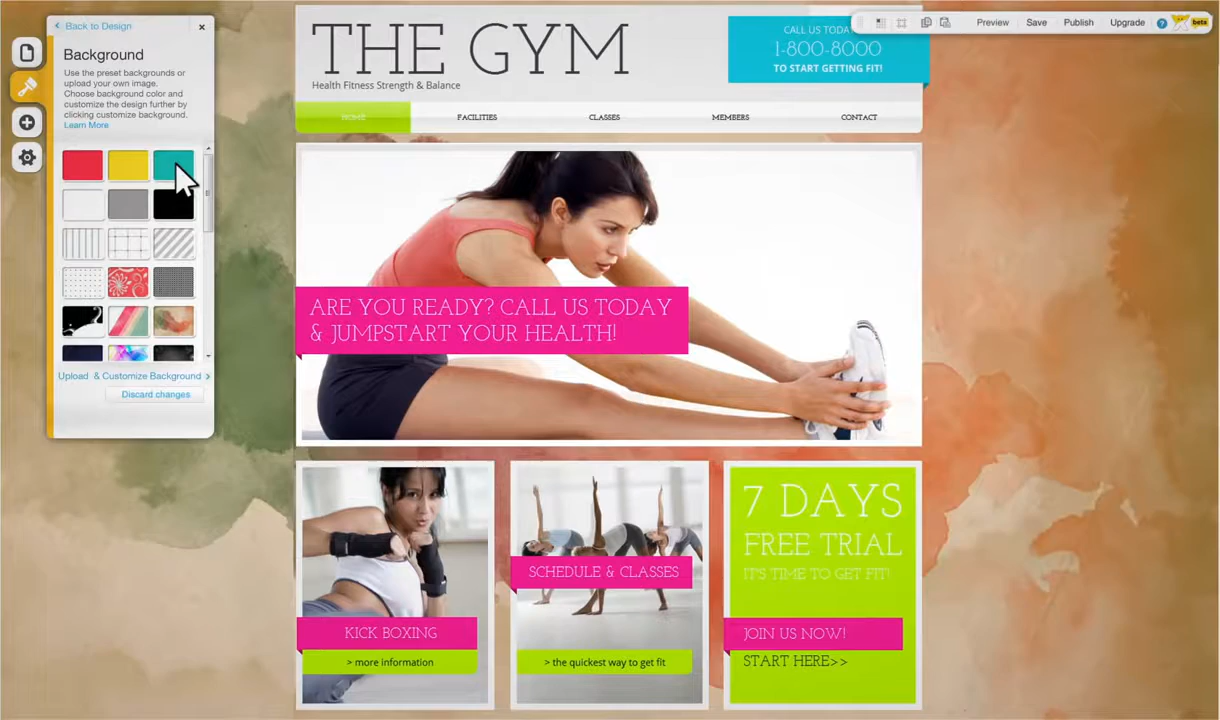 Back to Design
×
Background
Use the preset backgrounds or
upload your own image.
Choose background color and
customize the design further by
clicking customize background.
Learn More
Upload & Customize Background >
Discard changes
Preview
Save
Publish
Upgrade
?
beta
THE GYM
Health Fitness Strength & Balance
CALL US TODAY
1-800-8000
TO START GETTING FIT!
HOME
FACILITIES
CLASSES
MEMBERS
CONTACT
ARE YOU READY? CALL US TODAY
& JUMPSTART YOUR HEALTH!
KICK BOXING
> more information
SCHEDULE & CLASSES
> the quickest way to get fit
7 DAYS
FREE TRIAL
IT'S TIME TO GET FIT!
JOIN US NOW!
START HERE>>